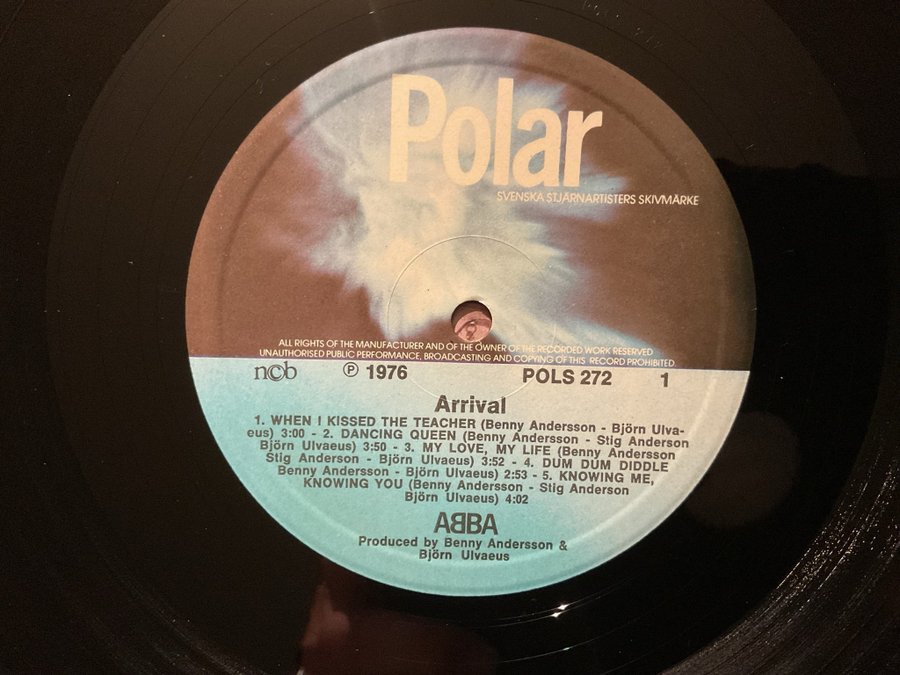 Polar
SVENSKA STJÄRNARTISTERS SKIVMÄRKE
ALL RIGHTS OF THE MANUFACTURER AND OF THE OWNER OF THE RECORDED WORK RESERVED
UNAUTHORISED PUBLIC PERFORMANCE, BROADCASTING AND COPYING OF THIS RECORD PROHIBITED
ncb ℗ 1976 POLS 272 1
Arrival
1. WHEN I KISSED THE TEACHER (Benny Andersson - Björn Ulva-
eus) 3:00 - 2. DANCING QUEEN (Benny Andersson - Stig Anderson
Björn Ulvaeus) 3:50 - 3. MY LOVE, MY LIFE (Benny Andersson
Stig Anderson - Björn Ulvaeus) 3:52 - 4. DUM DUM DIDDLE
Benny Andersson - Björn Ulvaeus) 2:53 - 5. KNOWING ME,
KNOWING YOU (Benny Andersson - Stig Anderson
Björn Ulvaeus) 4:02
ABBA
Produced by Benny Andersson &
Björn Ulvaeus